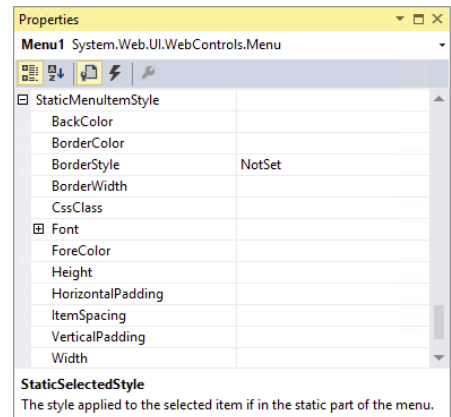 Properties
Menu1 System.Web.UI.WebControls.Menu
StaticMenuItemStyle
BackColor
BorderColor
BorderStyle NotSet
BorderWidth
CssClass
Font
ForeColor
Height
HorizontalPadding
ItemSpacing
VerticalPadding
Width
StaticSelectedStyle
The style applied to the selected item if in the static part of the menu.